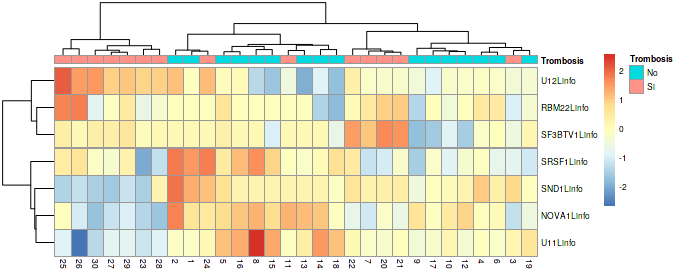 Trombosis
U12Linfo
RBM22Linfo
SF3BTV1Linfo
SRSF1Linfo
SND1Linfo
NOVA1Linfo
U11Linfo
25 26 30 27 29 23 28 2 1 24 5 6 16 8 15 11 13 14 18 22 7 20 21 9 17 10 12 4 6 3 19
2
1
0
-1
-2
Trombosis
No
SI